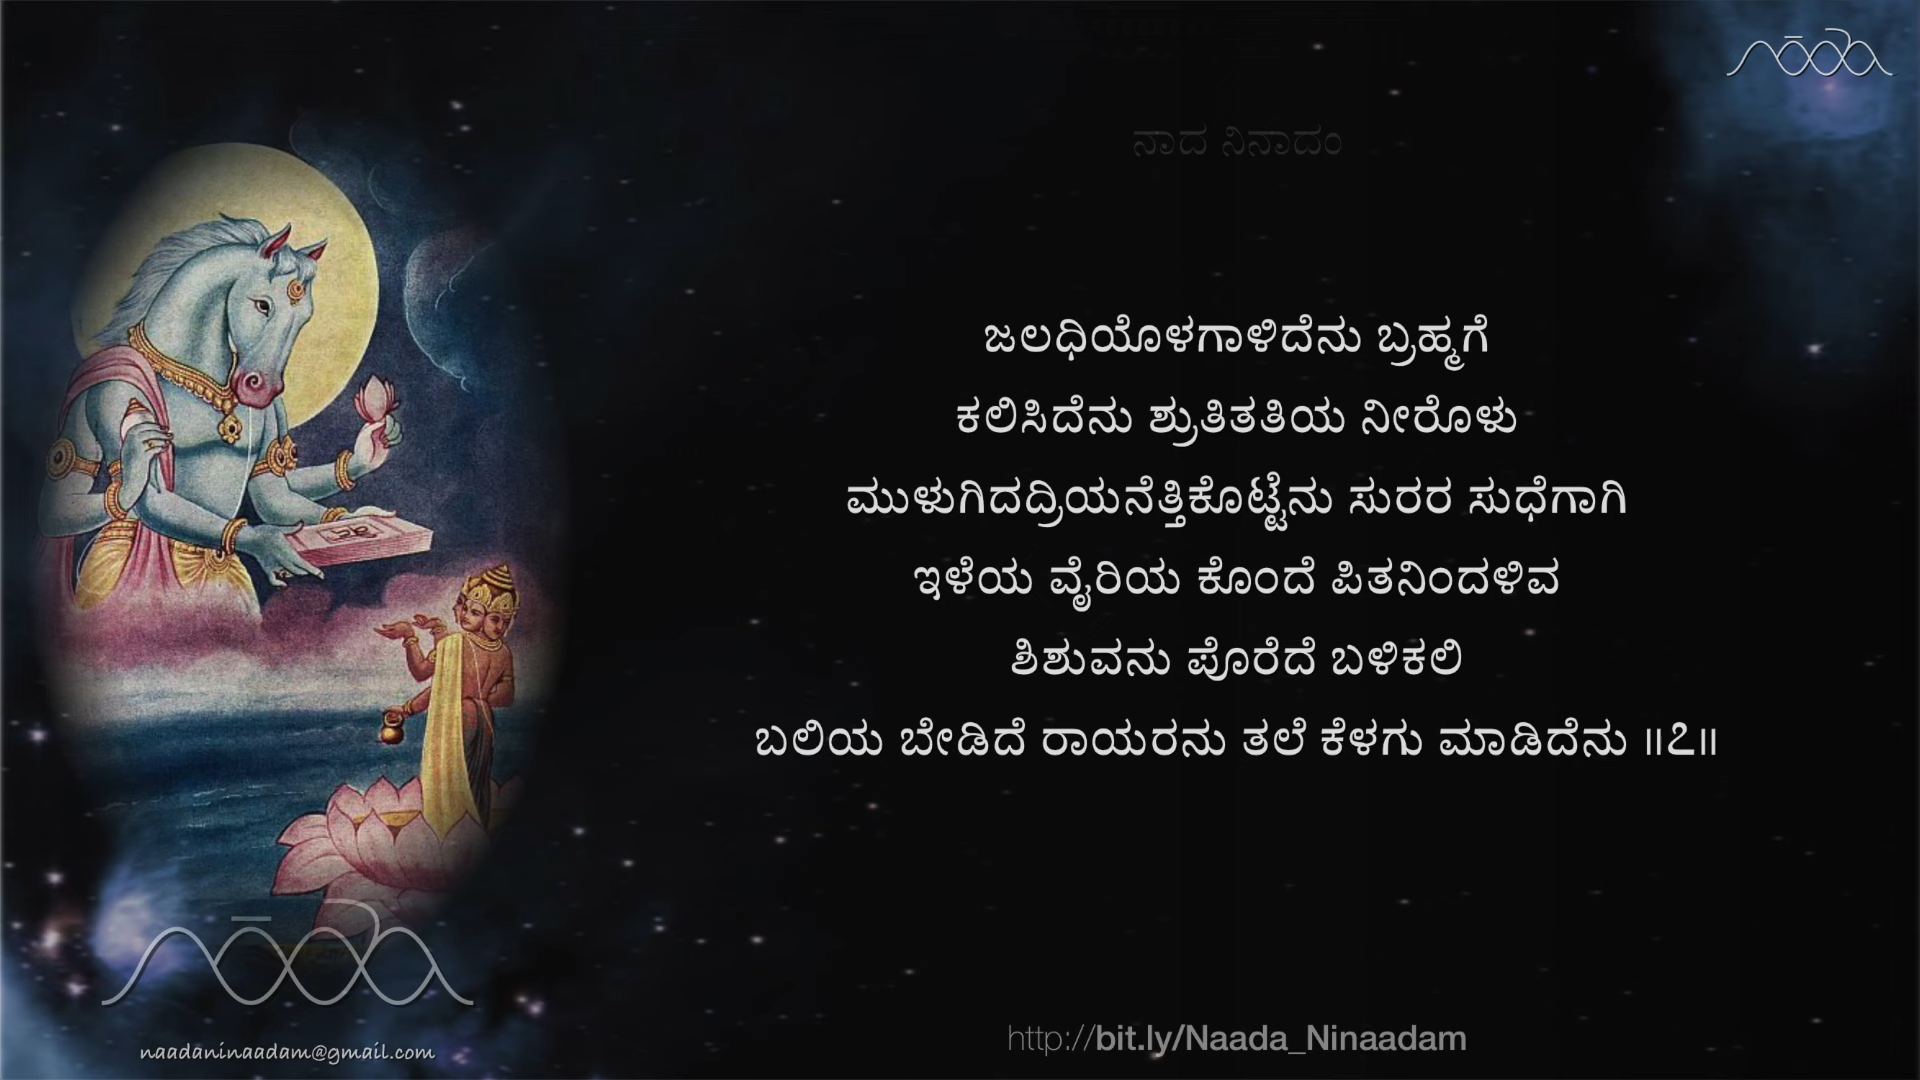 ನಾದ ನಿನಾದಂ
ಜಲಧಿಯೊಳಗಾಳಿದೆನು ಬ್ರಹ್ಮಗೆ
ಕಲಿಸಿದೆನು ಶ್ರುತಿತತಿಯ ನೀರೊಳು
ಮುಳುಗಿದದ್ರಿಯನೆತ್ತಿಕೊಟ್ಟೆನು ಸುರರ ಸುಧೆಗಾಗಿ
ಇಳೆಯ ವೈರಿಯ ಕೊಂದೆ ಪಿತನಿಂದಳಿವ
ಶಿಶುವನು ಪೊರೆದೆ ಬಳಿಕಲಿ
ಬಲಿಯ ಬೇಡಿದೆ ರಾಯರನು ತಲೆ ಕೆಳಗು ಮಾಡಿದೆನು ॥೭॥
naadaninaadam@gmail.com
http://bit.ly/Naada_Ninaadam